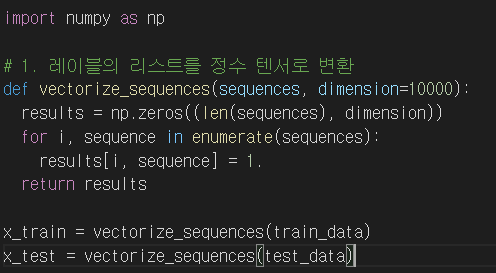 import numpy as np
# 1. 레이블의 리스트를 정수 텐서로 변환
def vectorize_sequences(sequences, dimension=10000):
  results = np.zeros((len(sequences), dimension))
  for i, sequence in enumerate(sequences):
    results[i, sequence] = 1.
  return results
x_train = vectorize_sequences(train_data)
x_test = vectorize_sequences(test_data)